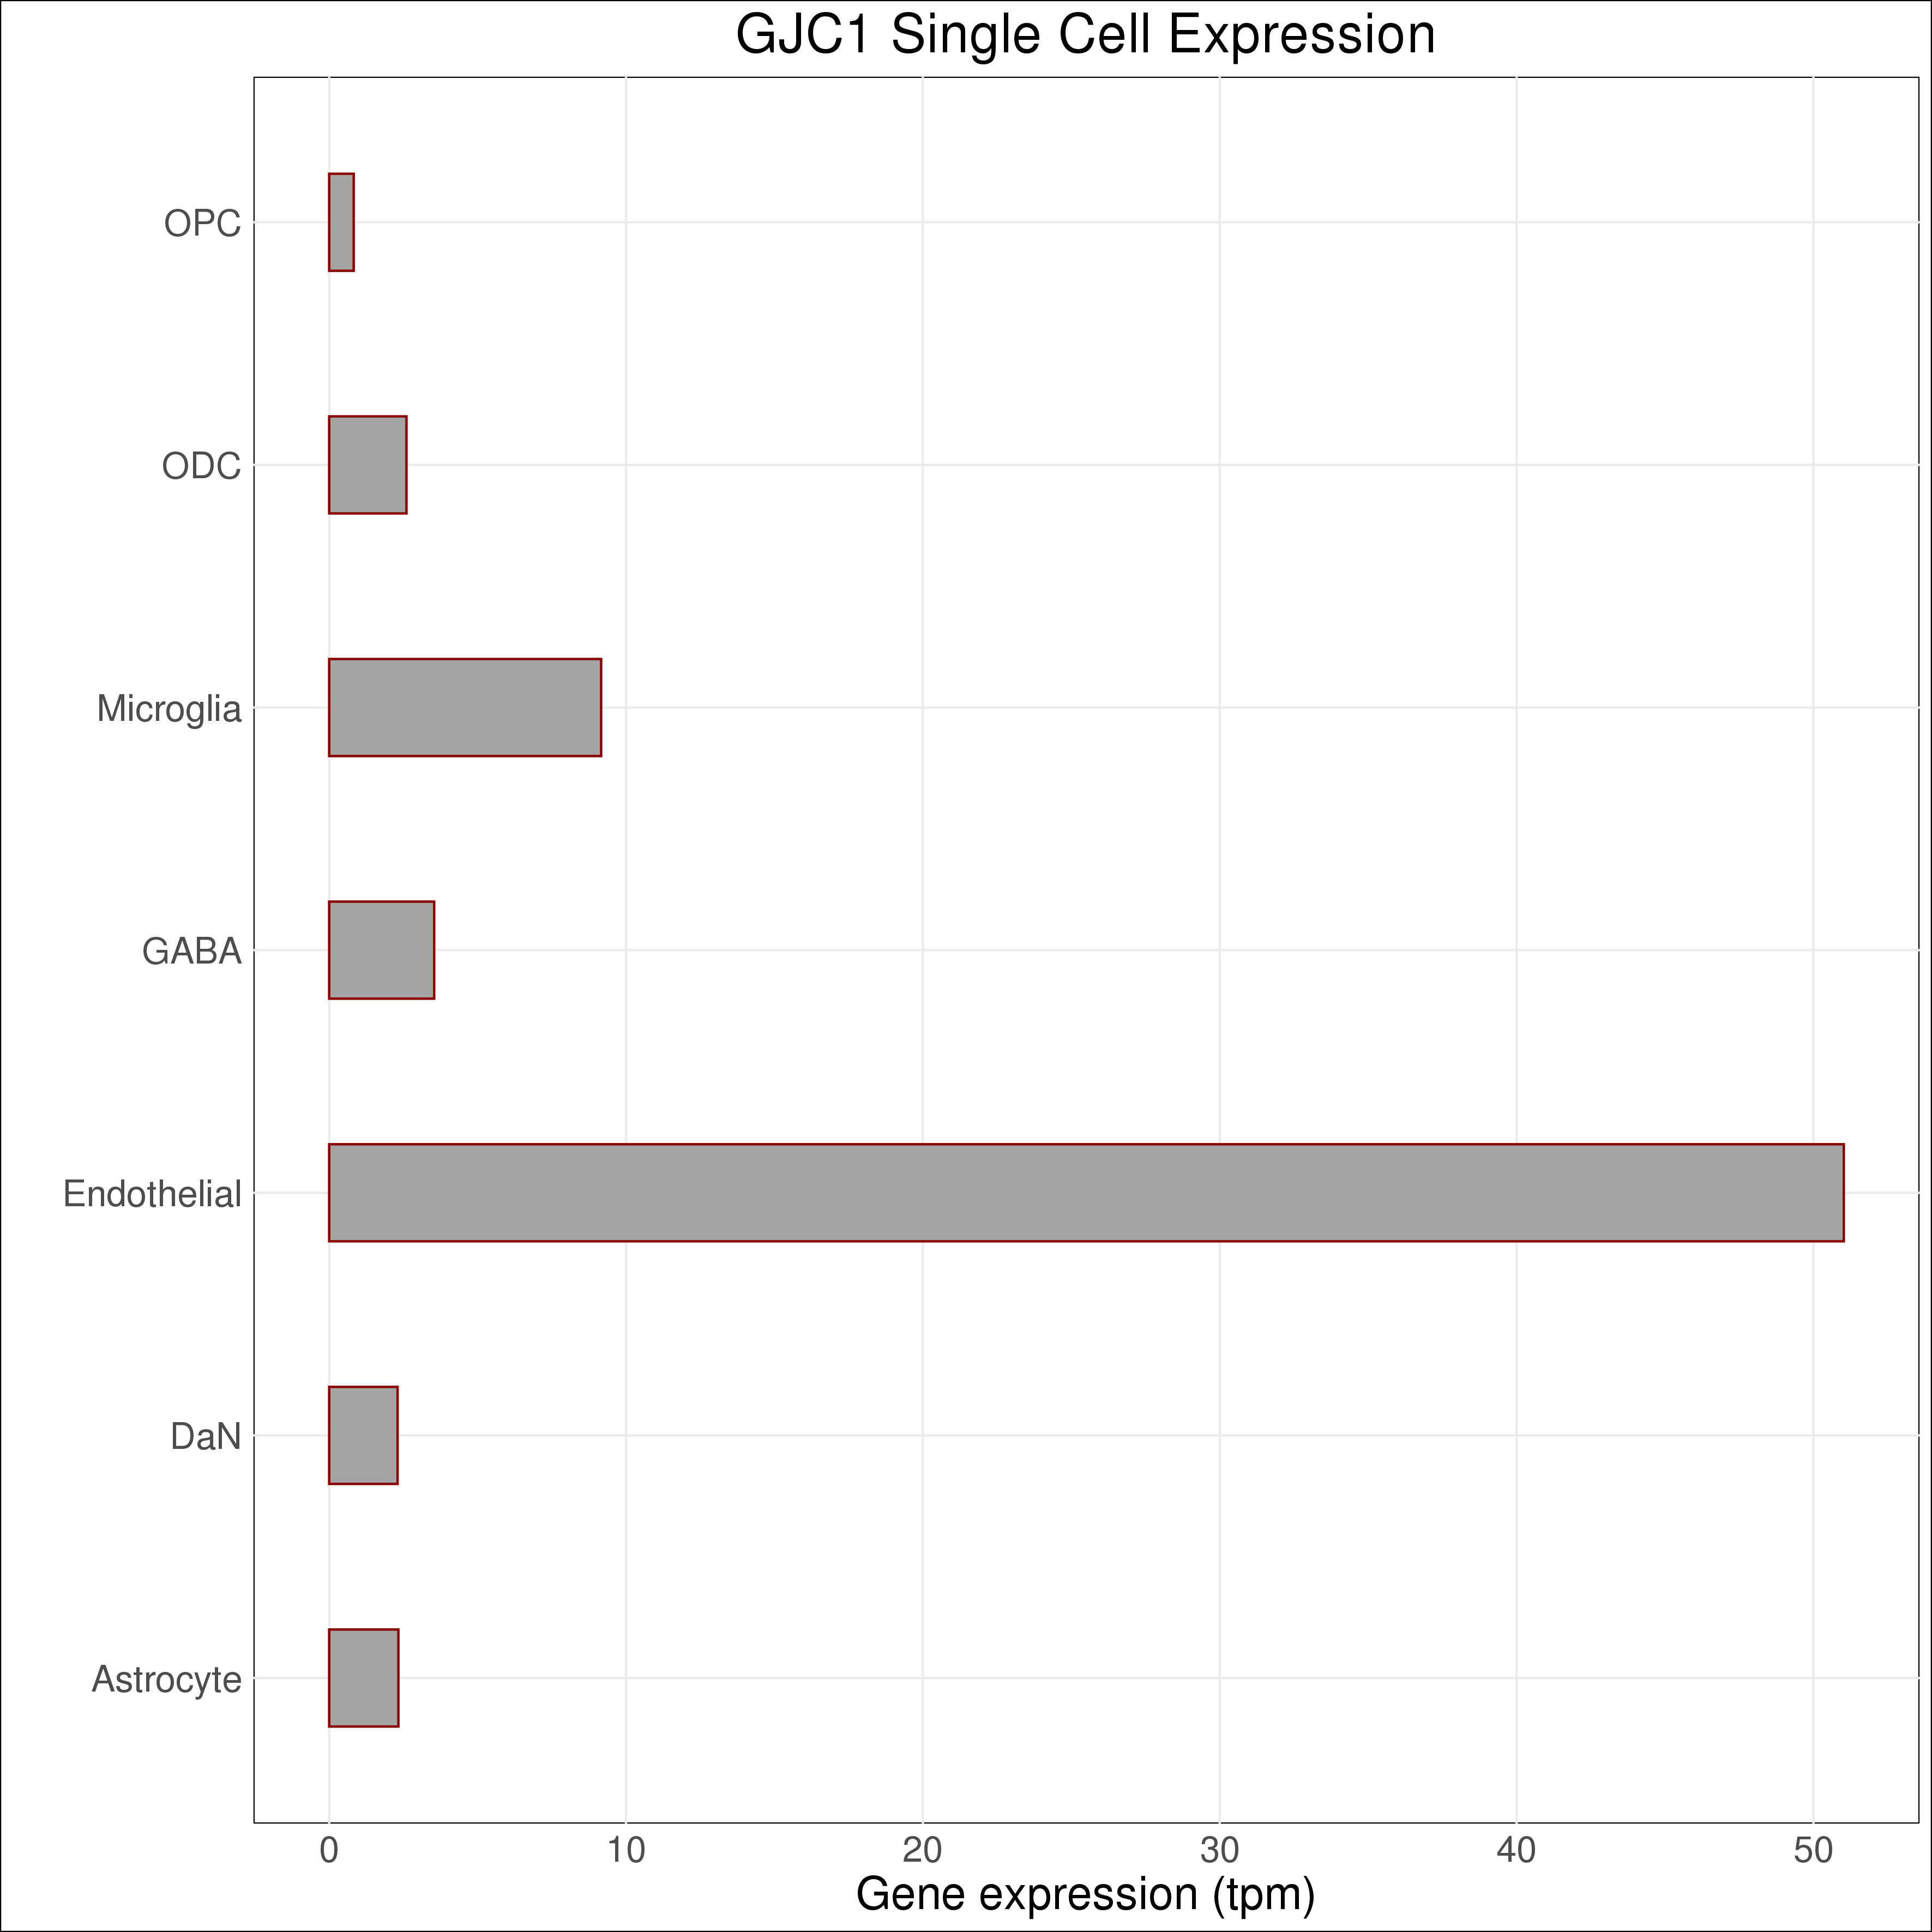 GJC1 Single Cell Expression
OPC
ODC
Microglia
GABA
Endothelial
DaN
Astrocyte
0 10 20 30 40 50
Gene expression (tpm)